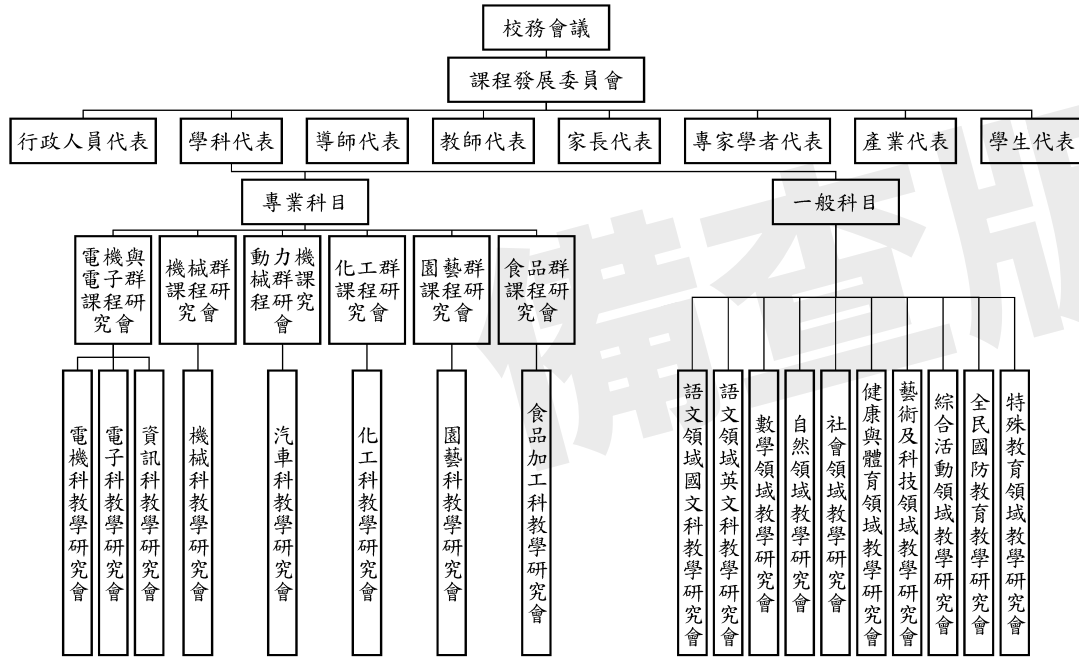 校務會議
課程發展委員會
行政人員代表
學科代表
導師代表
教師代表
家長代表
專家學者代表
產業代表
學生代表
專業科目
一般科目
電機與
電子群
課程研
究會
機械群
課程研
究會
動力機
械群課
程研究
會
化工群
課程研
究會
園藝群
課程研
究會
食品群
課程研
究會
電機科教學研究會
電子科教學研究會
資訊科教學研究會
機械科教學研究會
汽車科教學研究會
化工科教學研究會
園藝科教學研究會
食品加工科教學研究會
語文領域國文科教學研究會
語文領域英文科教學研究會
數學領域教學研究會
自然領域教學研究會
社會領域教學研究會
健康與體育領域教學研究會
藝術及科技領域教學研究會
綜合活動領域教學研究會
全民國防教育教學研究會
特殊教育領域教學研究會
備查版